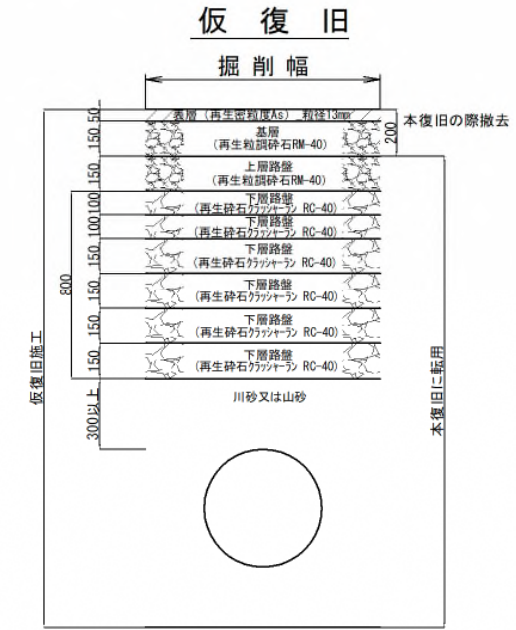 仮復旧
掘削幅
50
表層（再生密粒度As）_粒径13mm
本復旧の際撤去
200
150
基層
（再生粒調砕石RM-40）
150
上層路盤
（再生粒調砕石RM-40）
100
下層路盤
（再生砕石クラッシャーラン RC-40）
100
下層路盤
（再生砕石クラッシャーラン RC-40）
150
下層路盤
（再生砕石クラッシャーラン RC-40）
800
150
下層路盤
（再生砕石クラッシャーラン RC-40）
150
下層路盤
（再生砕石クラッシャーラン RC-40）
150
下層路盤
（再生砕石クラッシャーラン RC-40）
仮復旧施工
本復旧に転用
300以上
川砂又は山砂